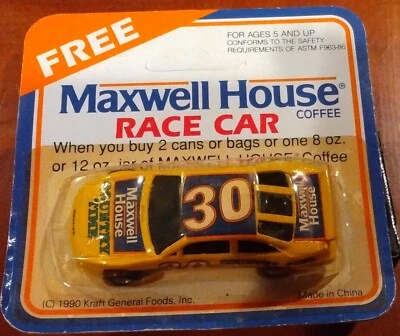 FREE
FOR AGES 5 AND UP
CONFORMS TO THE SAFETY
REQUIREMENTS OF ASTM F963-86
Maxwell House®
COFFEE
RACE CAR
When you buy 2 cans or bags or one 8 oz.
or 12 oz. jar of MAXWELL HOUSE® Coffee
Maxwell
House
30
Maxwell
House
(C) 1990 Kraft General Foods, Inc.
Made in China